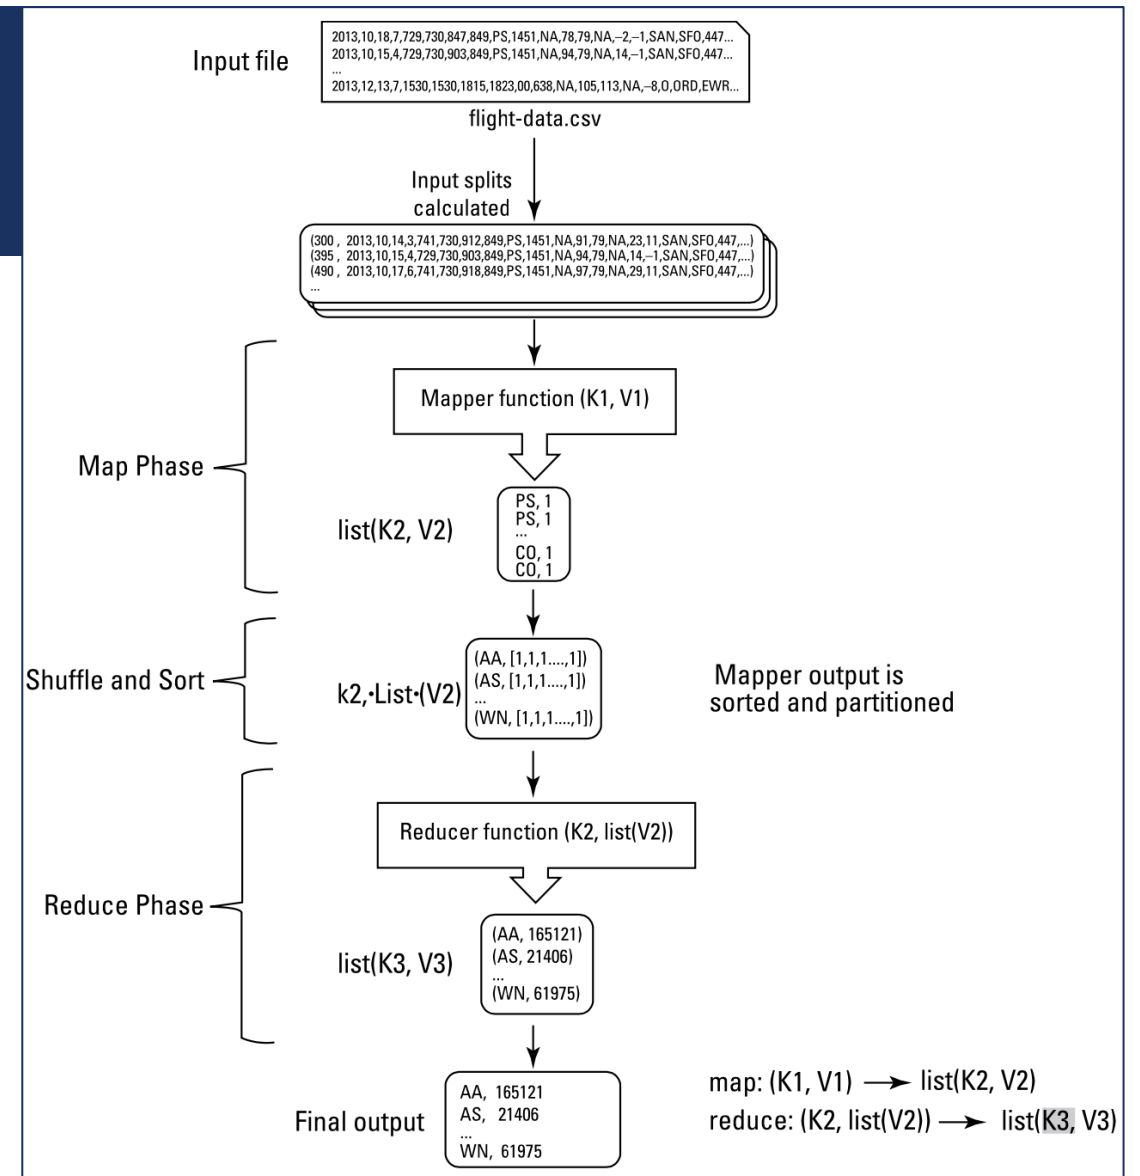 Input file
2013,10,18,7,729,730,847,849,PS,1451,NA,78,79,NA,–2,–1,SAN,SFO,447...
2013,10,15,4,729,730,903,849,PS,1451,NA,94,79,NA,14,–1,SAN,SFO,447...
...
2013,12,13,7,1530,1530,1815,1823,00,638,NA,105,113,NA,–8,O,ORD,EWR...
flight-data.csv
Input splits
calculated
(300 , 2013,10,14,3,741,730,912,849,PS,1451,NA,91,79,NA,23,11,SAN,SFO,447,...)
(395 , 2013,10,15,4,729,730,903,849,PS,1451,NA,94,79,NA,14,–1,SAN,SFO,447,...)
(490 , 2013,10,17,6,741,730,918,849,PS,1451,NA,97,79,NA,29,11,SAN,SFO,447,...)
...
Map Phase
Mapper function (K1, V1)
list(K2, V2)
PS, 1
PS, 1
...
CO, 1
CO, 1
Shuffle and Sort
k2,·List·(V2)
(AA, [1,1,1....,1])
(AS, [1,1,1....,1])
...
(WN, [1,1,1....,1])
Mapper output is
sorted and partitioned
Reduce Phase
Reducer function (K2, list(V2))
list(K3, V3)
(AA, 165121)
(AS, 21406)
...
(WN, 61975)
Final output
AA, 165121
AS, 21406
...
WN, 61975
map: (K1, V1) → list(K2, V2)
reduce: (K2, list(V2)) → list(K3, V3)